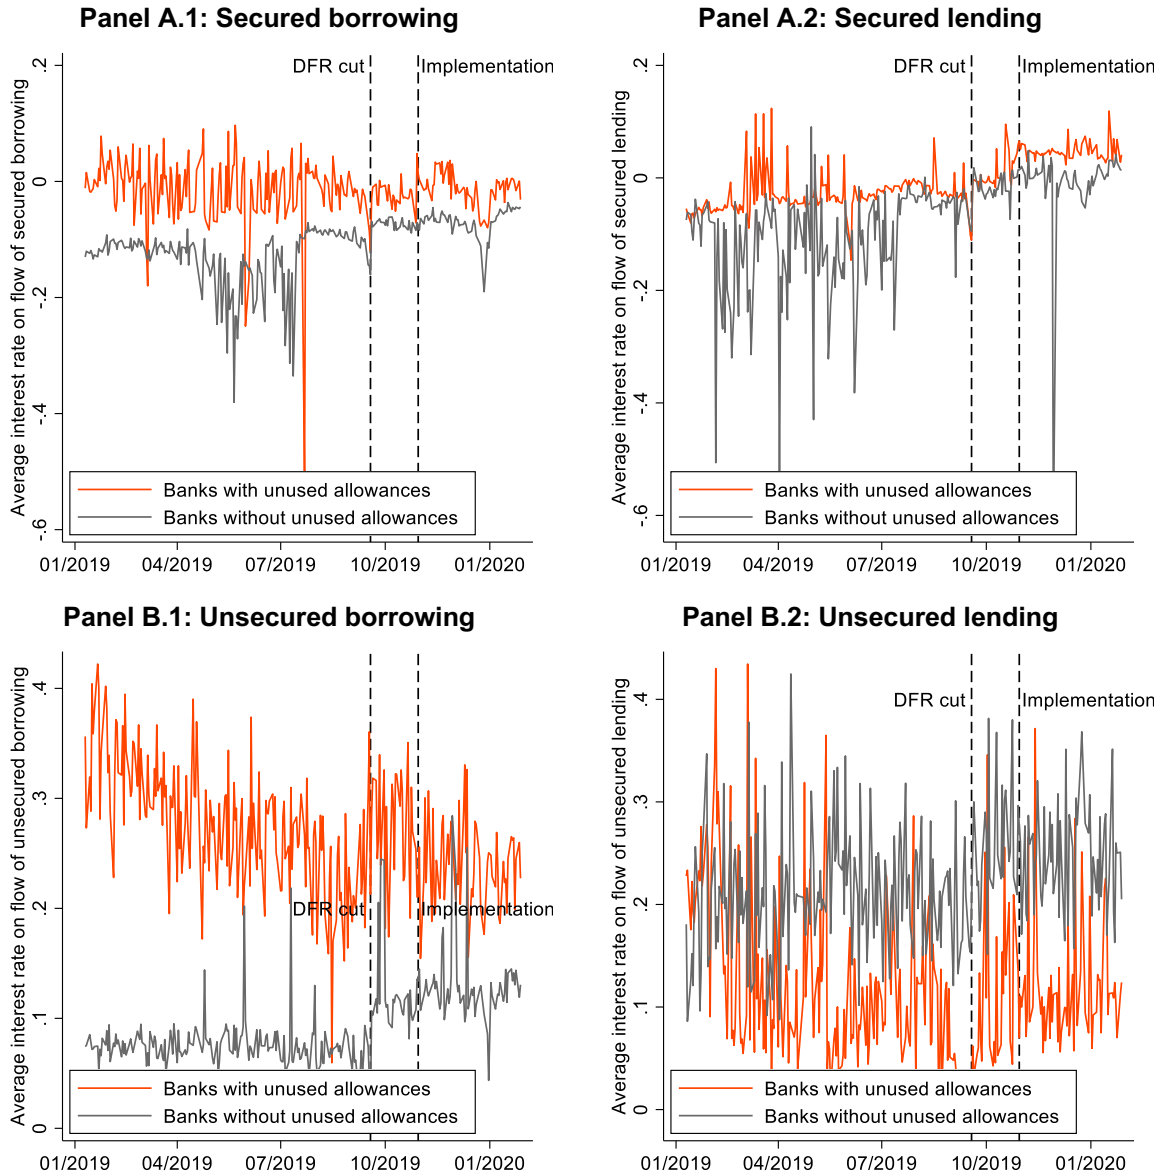 Panel A.1: Secured borrowing
Average interest rate on flow of secured borrowing
.2
0
-.2
-.4
-.6
DFR cut
Implementation
Banks with unused allowances
Banks without unused allowances
01/2019
04/2019
07/2019
10/2019
01/2020
Panel A.2: Secured lending
Average interest rate on flow of secured lending
.2
0
-.2
-.4
-.6
DFR cut
Implementation
Banks with unused allowances
Banks without unused allowances
01/2019
04/2019
07/2019
10/2019
01/2020
Panel B.1: Unsecured borrowing
Average interest rate on flow of unsecured borrowing
.4
.3
.2
.1
0
DFR cut
Implementation
Banks with unused allowances
Banks without unused allowances
01/2019
04/2019
07/2019
10/2019
01/2020
Panel B.2: Unsecured lending
Average interest rate on flow of unsecured lending
.4
.3
.2
.1
0
DFR cut
Implementation
Banks with unused allowances
Banks without unused allowances
01/2019
04/2019
07/2019
10/2019
01/2020